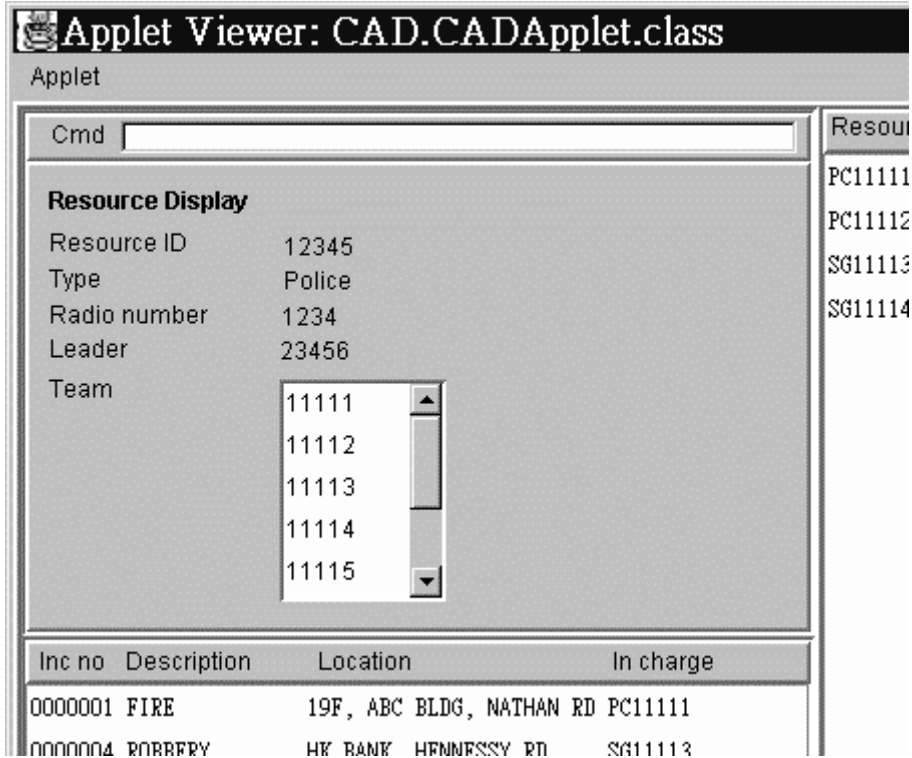 Applet Viewer: CAD.CADApplet.class
Applet
Cmd
Resource Display
Resource ID 12345
Type Police
Radio number 1234
Leader 23456
Team
11111
11112
11113
11114
11115
Inc no Description Location In charge
0000001 FIRE 19F, ABC BLDG, NATHAN RD PC11111
0000004 ROBBERY HK BANK HENNESSY RD SG11113
Resour
PC11111
PC11112
SG11113
SG11114